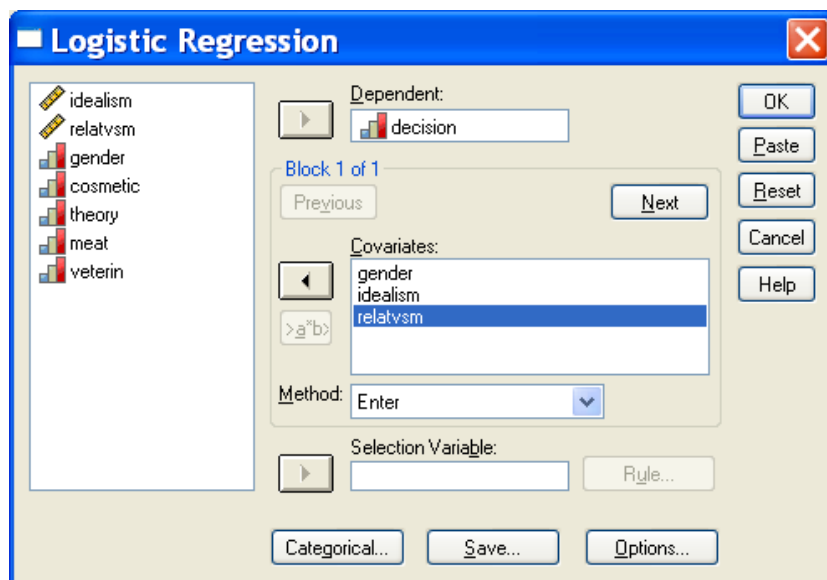 Logistic Regression
idealism
relatvsm
gender
cosmetic
theory
meat
veterin
Dependent:
decision
Block 1 of 1
Previous
Next
Covariates:
gender
idealism
relatvsm
>a*b>
Method:
Enter
Selection Variable:
Rule...
Categorical...
Save...
Options...
OK
Paste
Reset
Cancel
Help